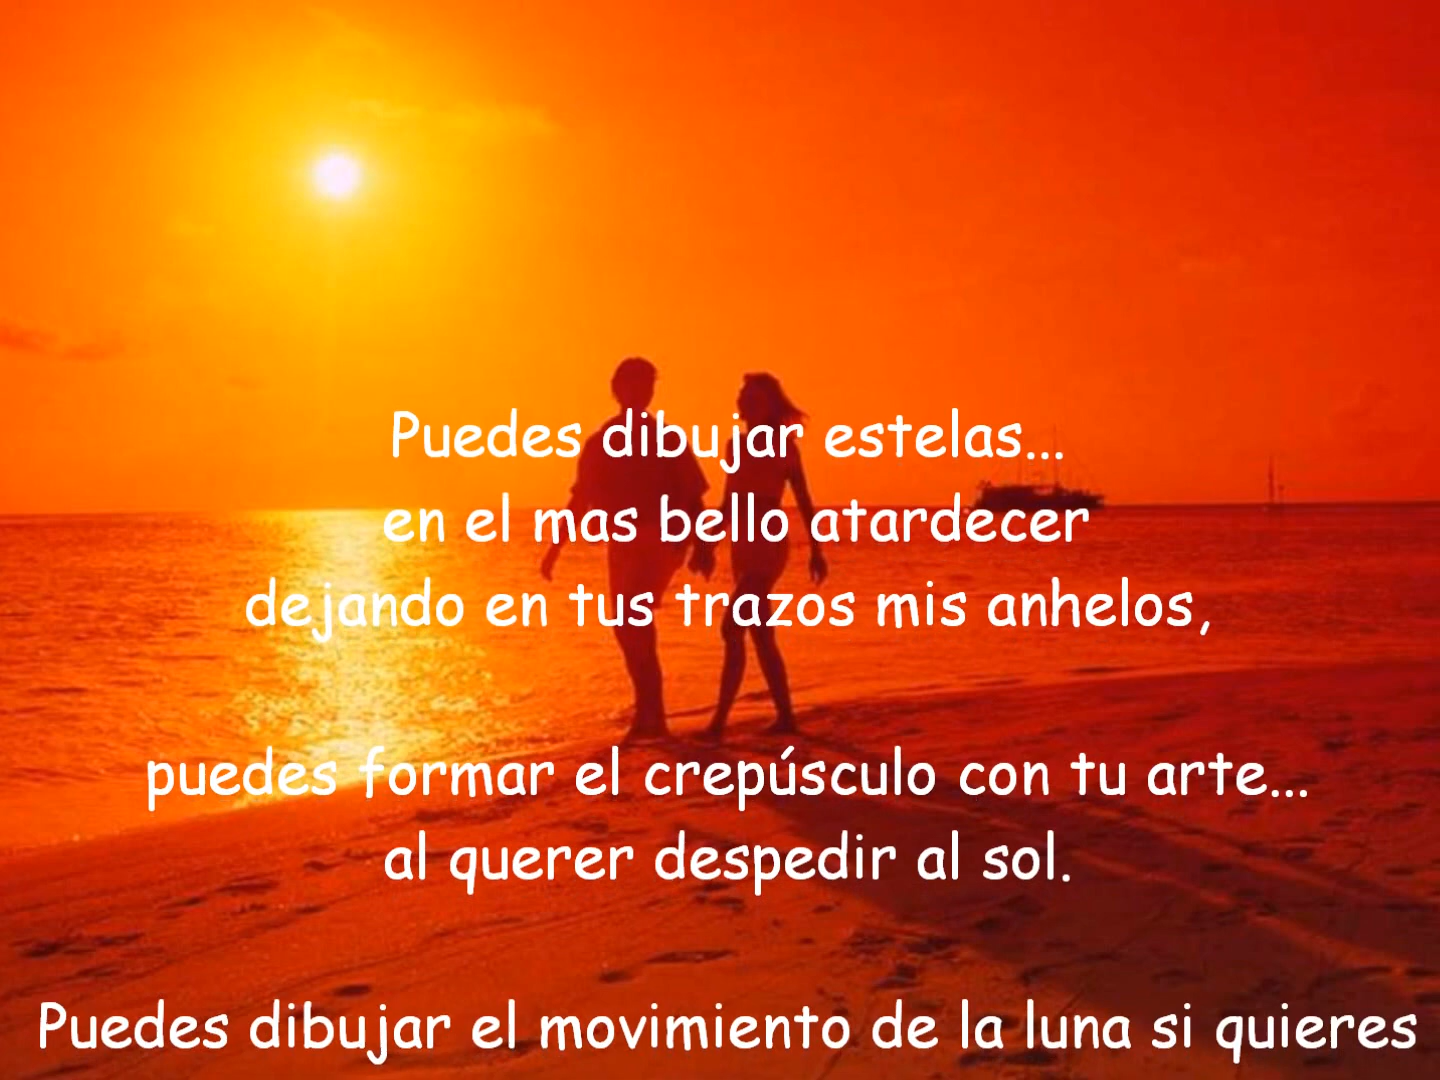 Puedes dibujar estelas...
en el mas bello atardecer
dejando en tus trazos mis anhelos,
puedes formar el crepúsculo con tu arte...
al querer despedir al sol.
Puedes dibujar el movimiento de la luna si quieres